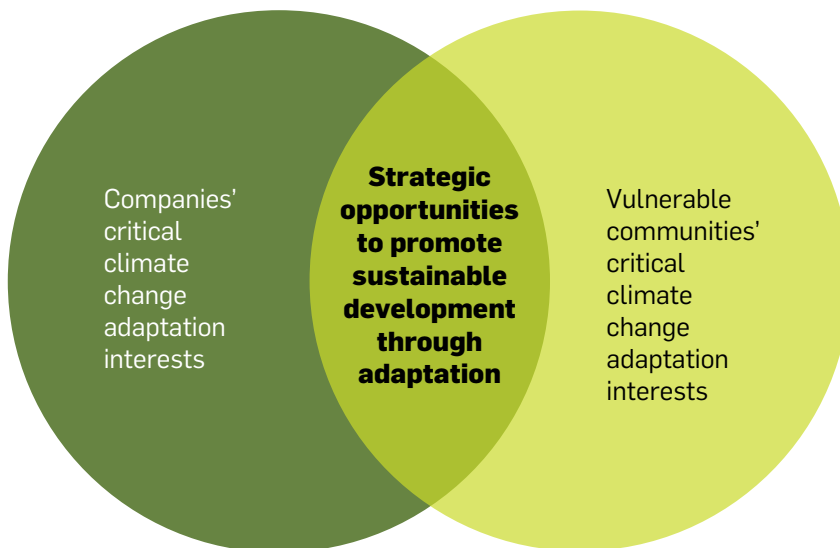 Companies’
critical
climate
change
adaptation
interests
Strategic
opportunities
to promote
sustainable
development
through
adaptation
Vulnerable
communities’
critical
climate
change
adaptation
interests